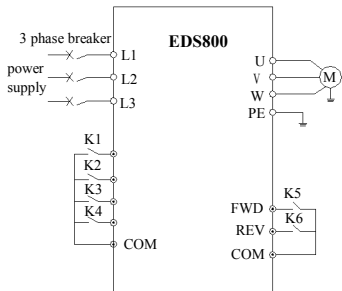 3 phase breaker
EDS800
L1
power
supply
L2
L3
U
V
W
M
PE
K1
K2
K3
K4
COM
FWD
K5
REV
K6
COM